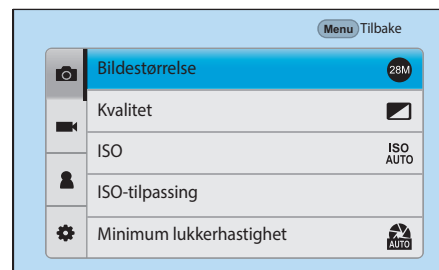 Menu Tilbake
Bildestørrelse 28M
Kvalitet
ISO ISO AUTO
ISO-tilpassing
Minimum lukkerhastighet AUTO